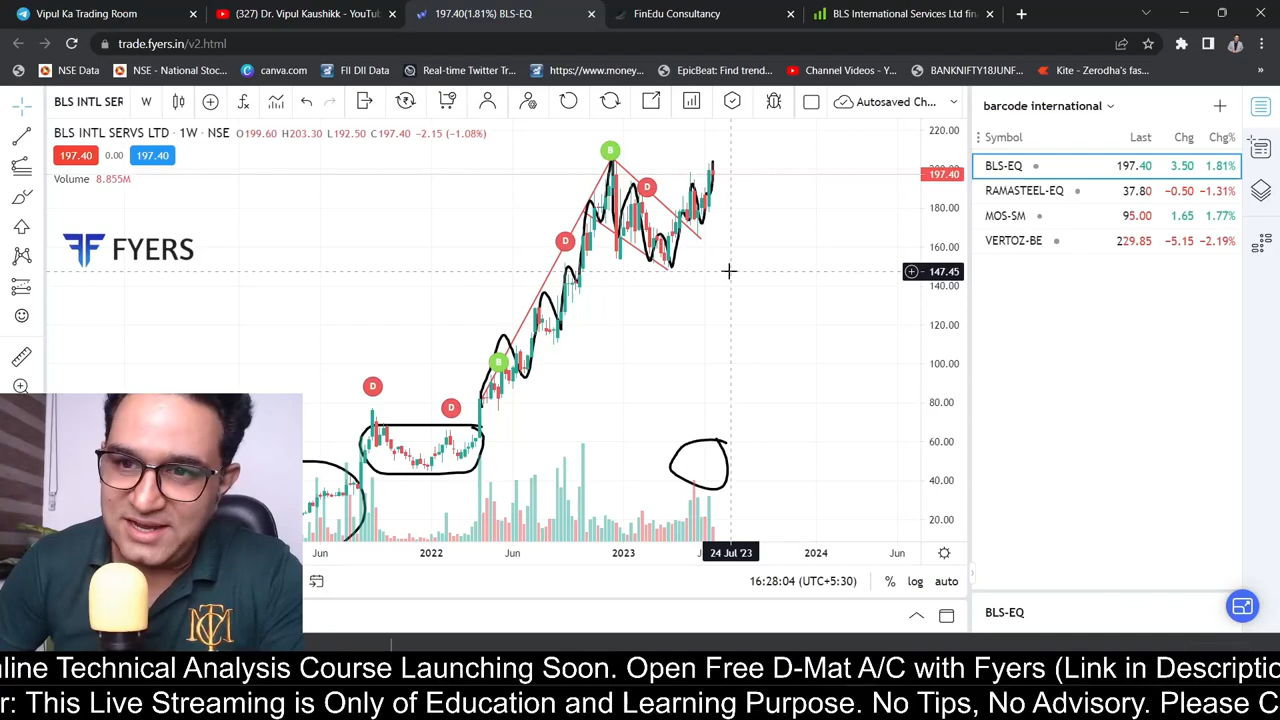 Vipul Ka Trading Room
(327) Dr. Vipul Kaushikk - YouTu
197.40(1.81%) BLS-EQ
FinEdu Consultancy
BLS International Services Ltd fin
trade.fyers.in/v2.html
NSE Data
NSE - National Stoc...
canva.com
FII DII Data
Real-time Twitter Tr...
https://www.money...
EpicBeat: Find trend...
Channel Videos - Y...
BANKNIFTY18JUNF...
Kite - Zerodha's fas...
»
BLS INTL SER
W
Autosaved Ch...
barcode international
BLS INTL SERVS LTD · 1W · NSE O199.60 H203.30 L192.50 C197.40 -2.15 (-1.08%)
197.40 0.00 197.40
Volume 8.855M
FYERS
B
D
D
B
D
D
220.00
197.40
180.00
160.00
147.45
140.00
120.00
100.00
80.00
60.00
40.00
20.00
Symbol Last Chg Chg%
BLS-EQ 197.40 3.50 1.81%
RAMASTEEL-EQ 37.80 -0.50 -1.31%
MOS-SM 95.00 1.65 1.77%
VERTOZ-BE 229.85 -5.15 -2.19%
Jun 2022 Jun 2023 24 Jul '23 2024 Jun
16:28:04 (UTC+5:30) % log auto
BLS-EQ
nline Technical Analysis Course Launching Soon. Open Free D-Mat A/C with Fyers (Link in Descriptio
r: This Live Streaming is Only of Education and Learning Purpose. No Tips, No Advisory. Please C